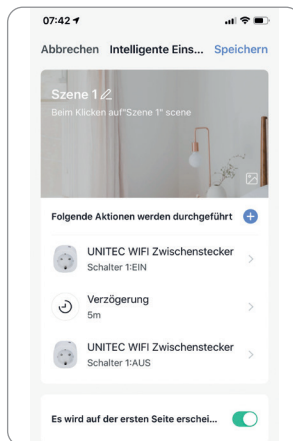 07:42
Abbrechen Intelligente Eins... Speichern
Szene 1
Beim Klicken auf"Szene 1" scene
Folgende Aktionen werden durchgeführt
UNITEC WIFI Zwischenstecker
Schalter 1:EIN
Verzögerung
5m
UNITEC WIFI Zwischenstecker
Schalter 1:AUS
Es wird auf der ersten Seite erschei...